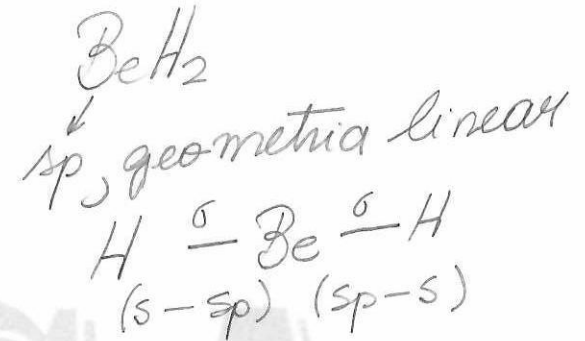 BeH₂
sp, geometria linear
H —σ— Be —σ— H
(s-sp) (sp-s)